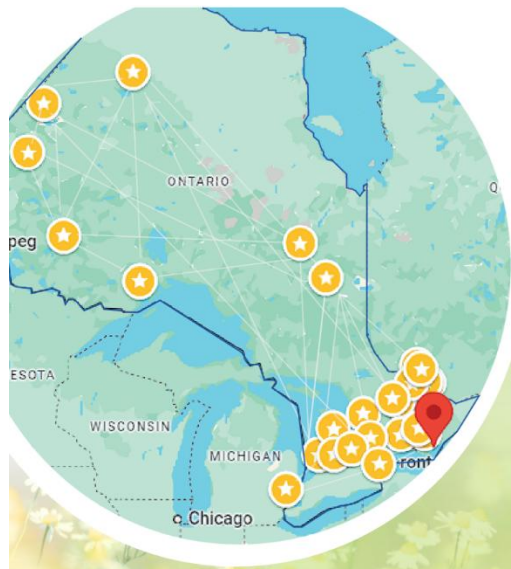 ONTARIO
Q
peg
ESOTA
WISCONSIN
MICHIGAN
ront
Chicago